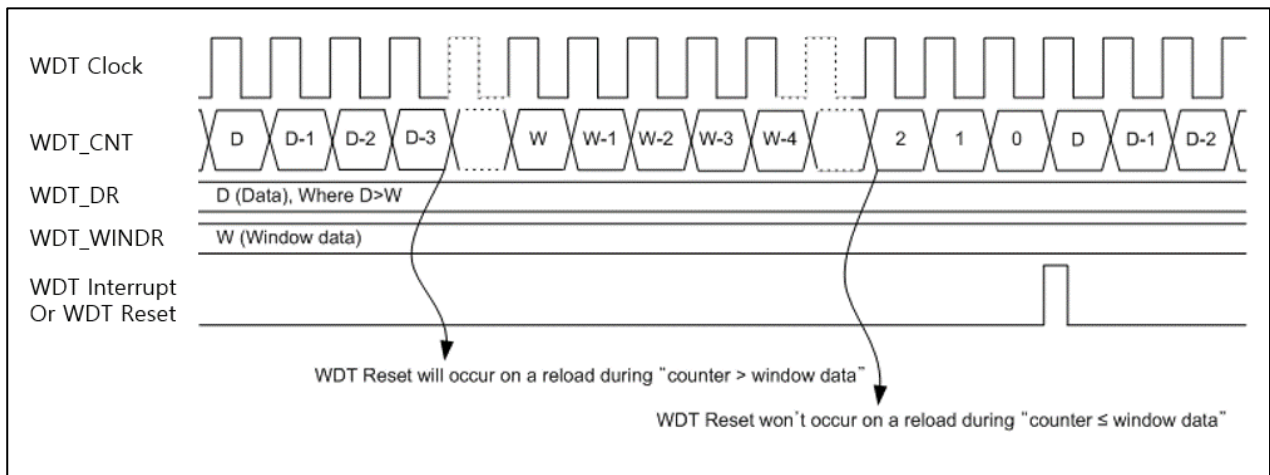 WDT Clock
WDT_CNT
D D-1 D-2 D-3 W W-1 W-2 W-3 W-4 2 1 0 D D-1 D-2
WDT_DR
D (Data), Where D>W
WDT_WINDR
W (Window data)
WDT Interrupt
Or WDT Reset
WDT Reset will occur on a reload during “counter > window data”
WDT Reset won’t occur on a reload during “counter ≤ window data”